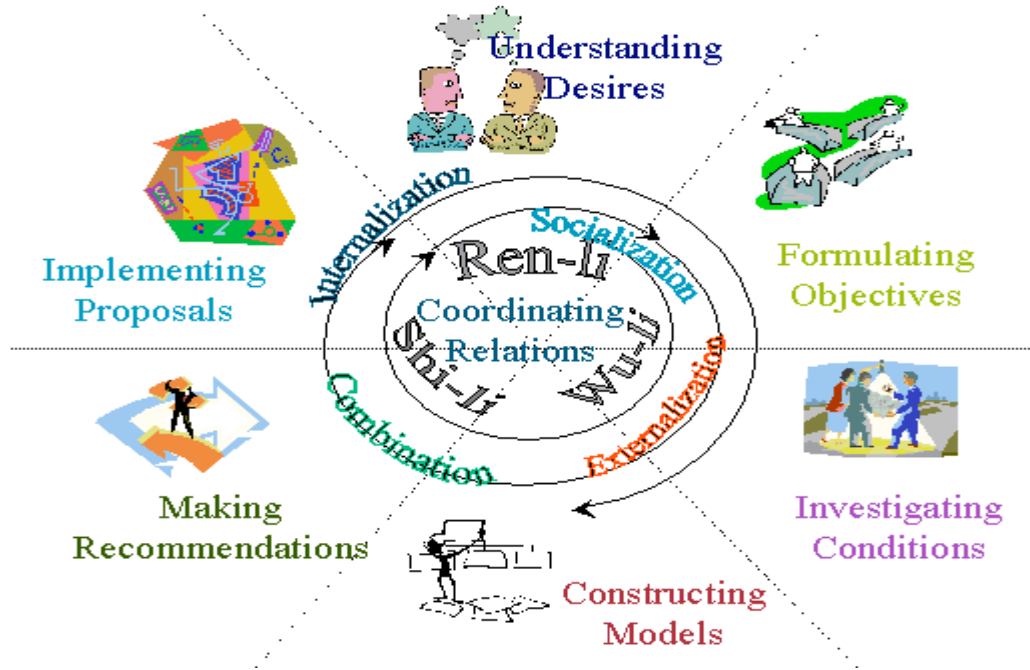 Understanding
Desires
Implementing
Proposals
Formulating
Objectives
Internalization
Socialization
Ren-li
Coordinating
Relations
Shi-li
Wu-li
Combination
Externalization
Making
Recommendations
Investigating
Conditions
Constructing
Models